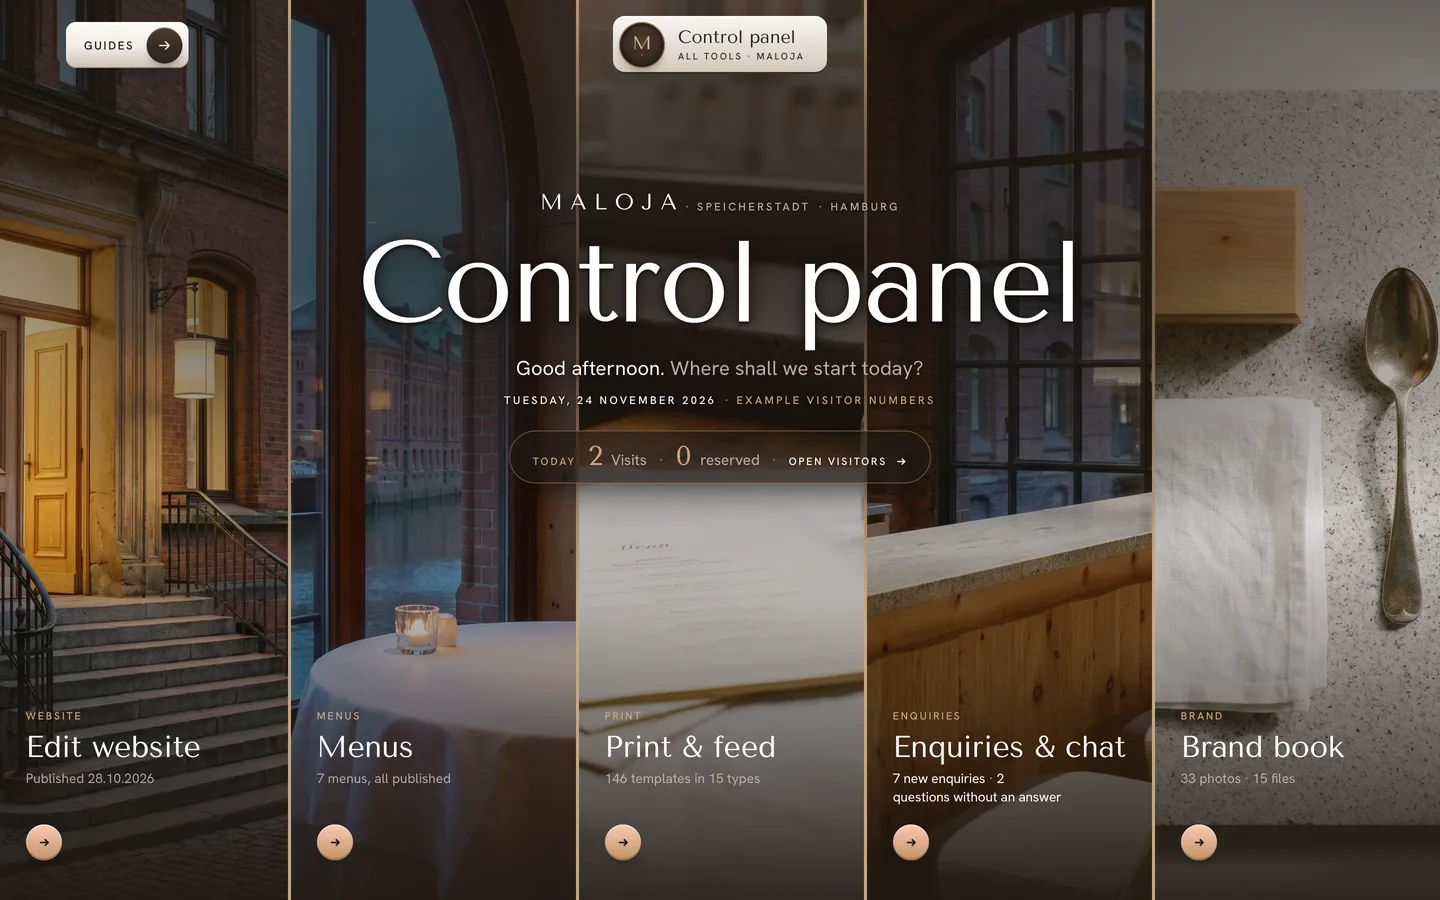 GUIDES
M
Control panel
ALL TOOLS · MALOJA
MALOJA · SPEICHERSTADT · HAMBURG
Control panel
Good afternoon. Where shall we start today?
TUESDAY, 24 NOVEMBER 2026 · EXAMPLE VISITOR NUMBERS
TODAY 2 Visits · 0 reserved · OPEN VISITORS →
Menu
WEBSITE
Edit website
Published 28.10.2026
MENUS
Menus
7 menus, all published
PRINT
Print & feed
146 templates in 15 types
ENQUIRIES
Enquiries & chat
7 new enquiries · 2
questions without an answer
BRAND
Brand book
33 photos · 15 files